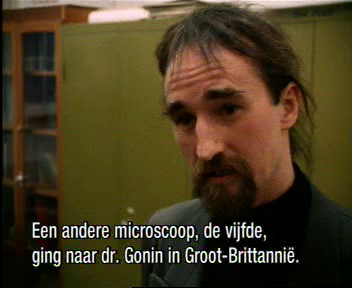 Een andere microscoop, de vijfde,
ging naar dr. Gonin in Groot-Brittannië.